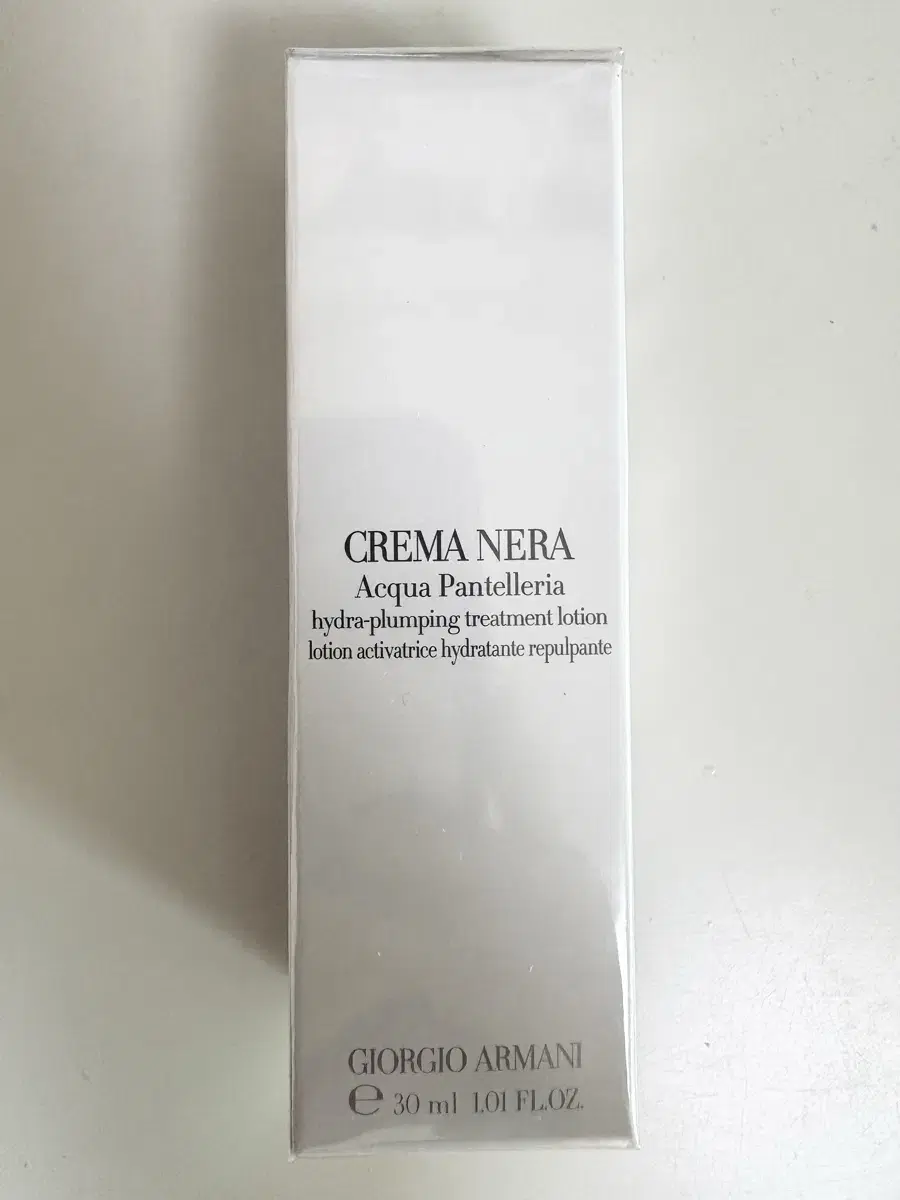 CREMA NERA
Acqua Pantelleria
hydra-plumping treatment lotion
lotion activatrice hydratante repulpante
GIORGIO ARMANI
℮ 30 ml 1.01 FL.OZ.